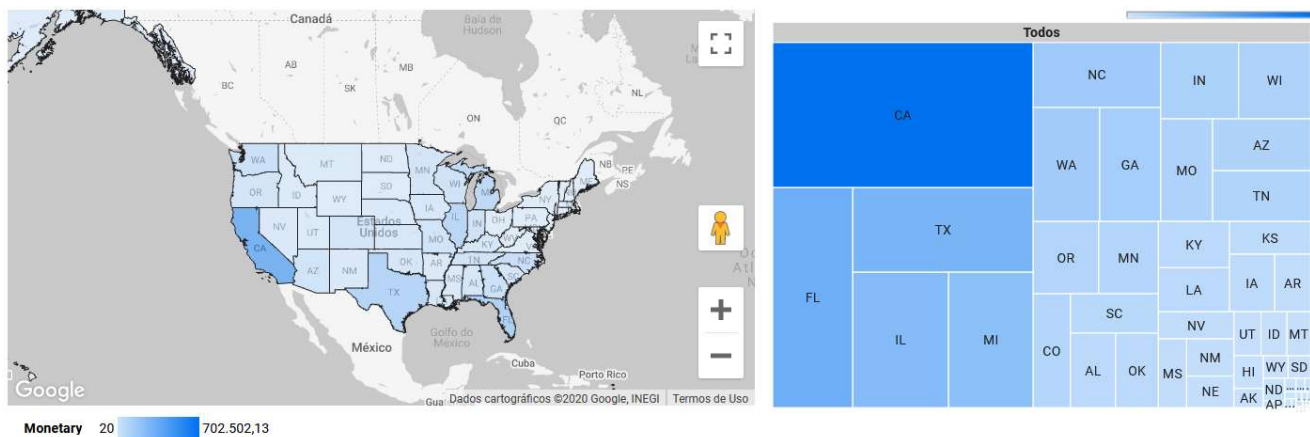 Canadá
Baía de
Hudson
AB
MB
BC
SK
NL
ON
QC
NB
PE
NS
WA
MT
ND
MN
OR
ID
WY
SD
WI
MI
NY
ME
NV
UT
IA
IL
IN
OH
PA
Estados
Unidos
CA
MO
KY
WV
AZ
NM
OK
AR
TN
NC
TX
MS
AL
GA
SC
FL
Golfo do
México
México
Cuba
Porto Rico
Gua
Google
Dados cartográficos ©2020 Google, INEGI
Termos de Uso
Monetary 20 702.502,13
Todos
CA
NC
IN
WI
WA
GA
MO
AZ
TN
FL
TX
IL
MI
OR
MN
KY
KS
LA
IA
AR
CO
SC
NV
UT
ID
MT
AL
OK
MS
NM
HI
WY
SD
NE
AK
ND
AP